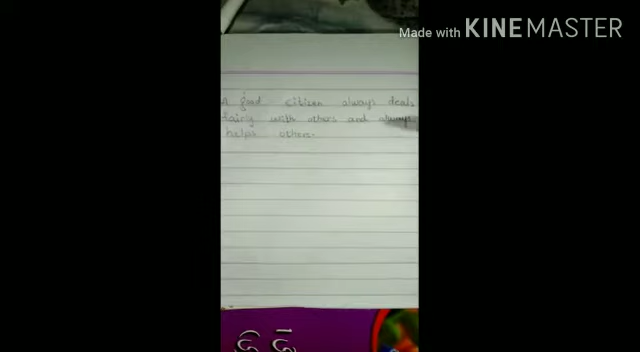 Made with KINEMASTER
A good citizen always deals
fairly with others and always
helps others.